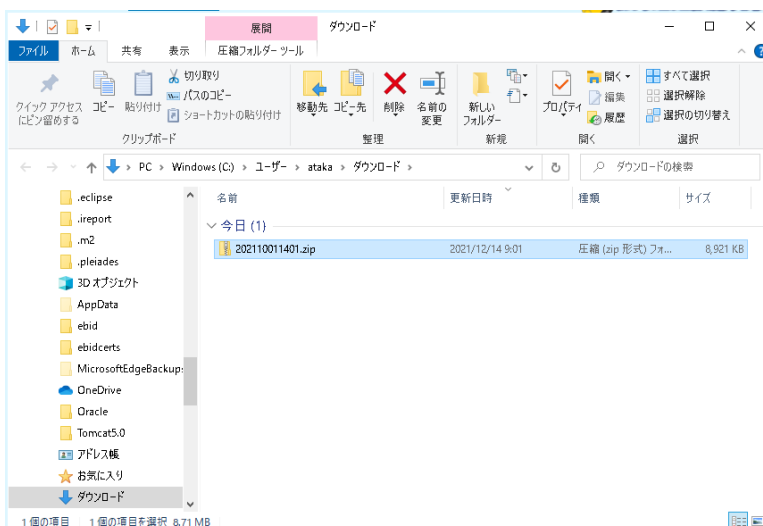 展開 ダウンロード
ファイル ホーム 共有 表示 圧縮フォルダー ツール
クイック アクセス にピン留めする
コピー
貼り付け
切り取り
パスのコピー
ショートカットの貼り付け
クリップボード
移動先
コピー先
削除
名前の 変更
整理
新しい フォルダー
新規
プロパティ
開く
編集
履歴
開く
すべて選択
選択解除
選択の切り替え
選択
PC › Windows (C:) › ユーザー › ataka › ダウンロード ›
ダウンロードの検索
名前 更新日時 種類 サイズ
今日 (1)
202110011401.zip 2021/12/14 9:01 圧縮 (zip 形式) フォ... 8,921 KB
.eclipse
.ireport
.m2
.pleiades
3D オブジェクト
AppData
ebid
ebidcerts
MicrosoftEdgeBackups
OneDrive
Oracle
Tomcat5.0
アドレス帳
お気に入り
ダウンロード
1 個の項目 1 個の項目を選択 8.71 MB